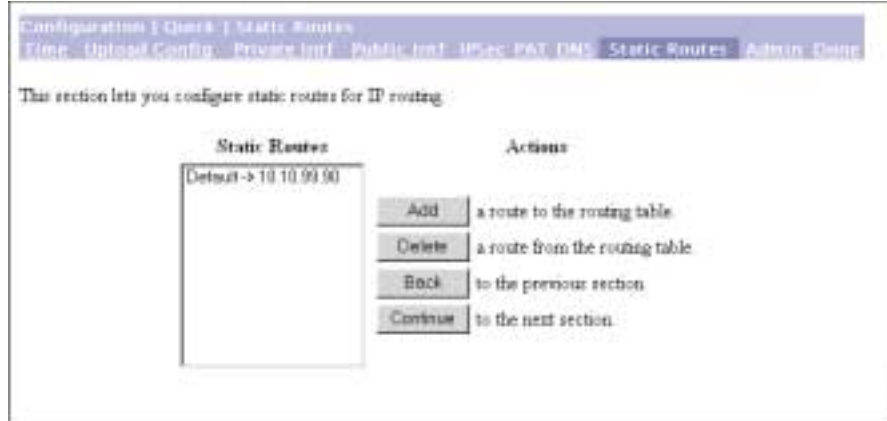 Configuration | Quick | Static Routes
Time Upload Config Private Intf Public Intf IPSec PAT DNS Static Routes Admin Done
This section lets you configure static routes for IP routing.
Static Routes
Actions
Default -> 10.10.99.90
Add a route to the routing table.
Delete a route from the routing table.
Back to the previous section.
Continue to the next section.